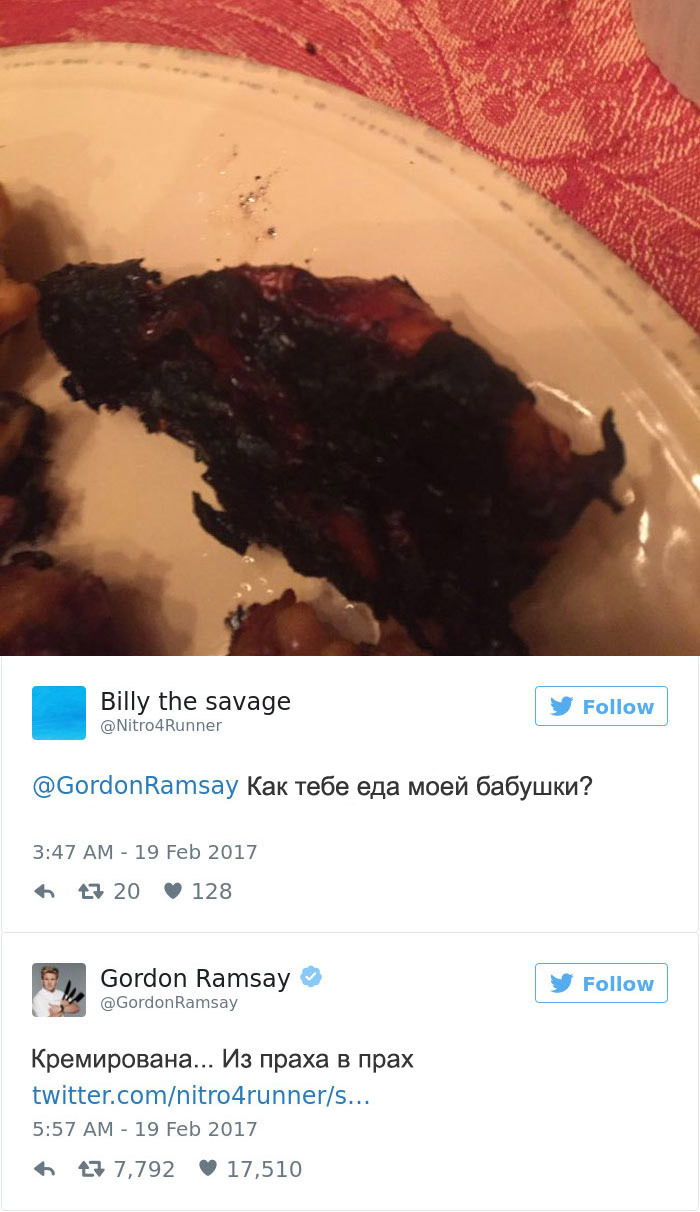 Billy the savage
@Nitro4Runner
Follow
@GordonRamsay Как тебе еда моей бабушки?
3:47 AM - 19 Feb 2017
20 128
Gordon Ramsay
@GordonRamsay
Follow
Кремирована... Из праха в прах
twitter.com/nitro4runner/s...
5:57 AM - 19 Feb 2017
7,792 17,510